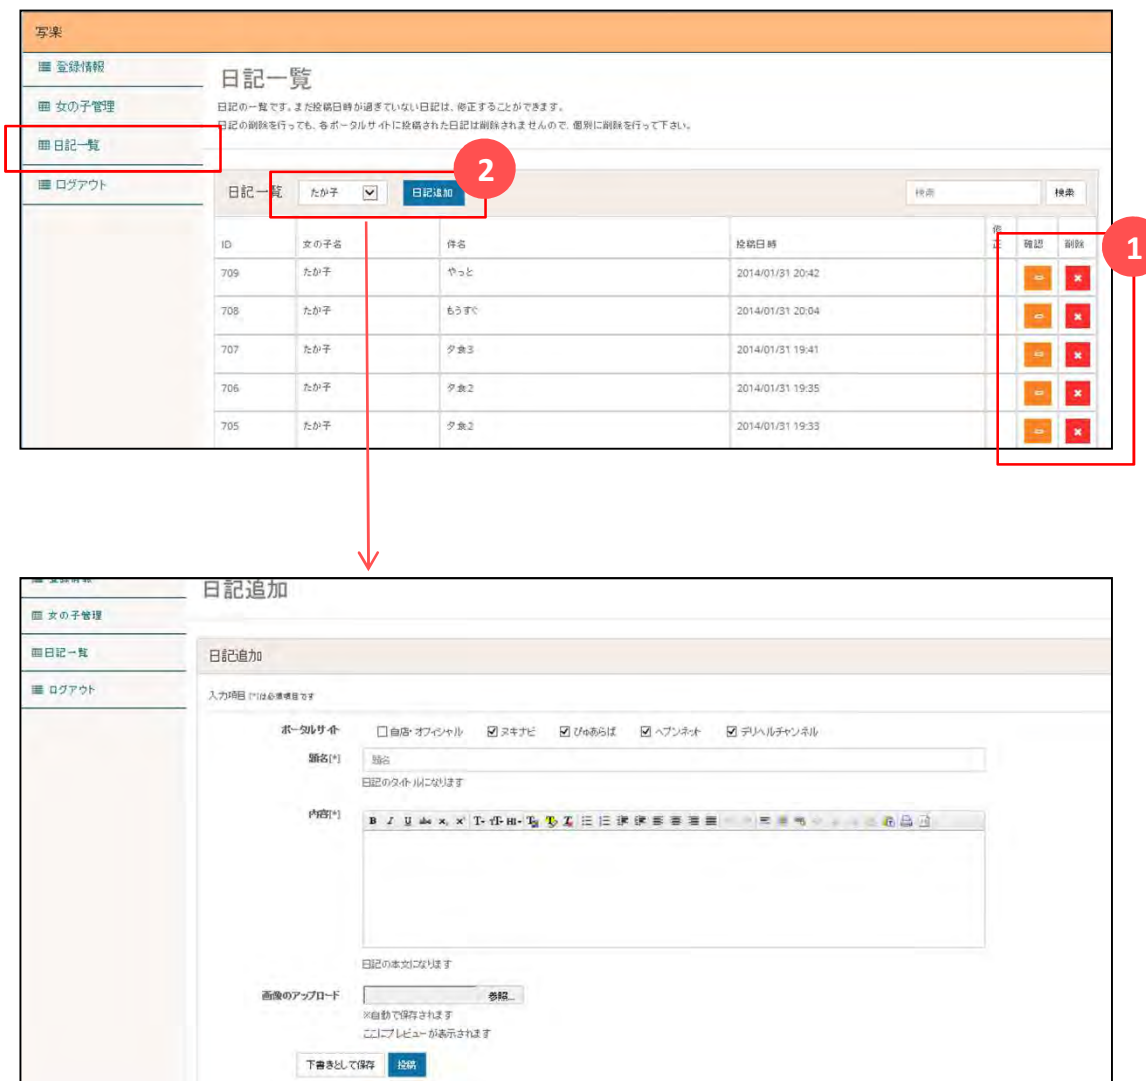 写楽
登録情報
女の子管理
日記一覧
ログアウト
日記一覧
日記の一覧です。まだ投稿日時が過ぎていない日記は、修正することができます。
日記の削除を行っても、各ポータルサイトに投稿された日記は削除されませんので、個別に削除を行って下さい。
日記一覧 たか子 日記追加 2 検索 検索
ID 女の子名 件名 投稿日時 修正 確認 削除 1
709 たか子 やっと 2014/01/31 20:42
708 たか子 もうすぐ 2014/01/31 20:04
707 たか子 夕食3 2014/01/31 19:41
706 たか子 夕食2 2014/01/31 19:35
705 たか子 夕食2 2014/01/31 19:33
登録情報
女の子管理
日記一覧
ログアウト
日記追加
日記追加
入力項目 [*]は必須項目です
ポータルサイト 自店・オフィシャル ヌキナビ ぴゅあらば ヘブンネット デリヘルチャンネル
題名[*] 題名
日記のタイトルになります
内容[*]
日記の本文になります
画像のアップロード 参照...
※自動で保存されます
ここにプレビューが表示されます
下書きとして保存 投稿